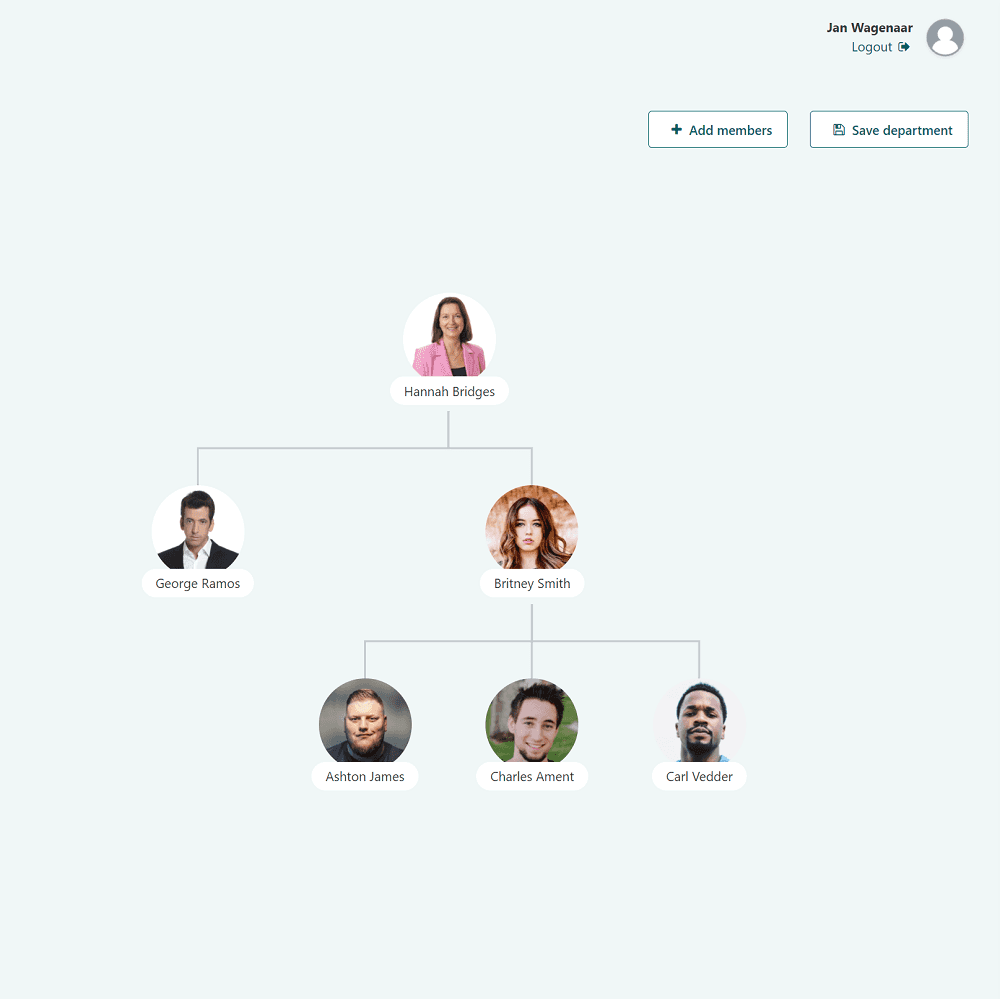 Jan Wagenaar
Logout
Add members
Save department
Hannah Bridges
George Ramos
Britney Smith
Ashton James
Charles Ament
Carl Vedder